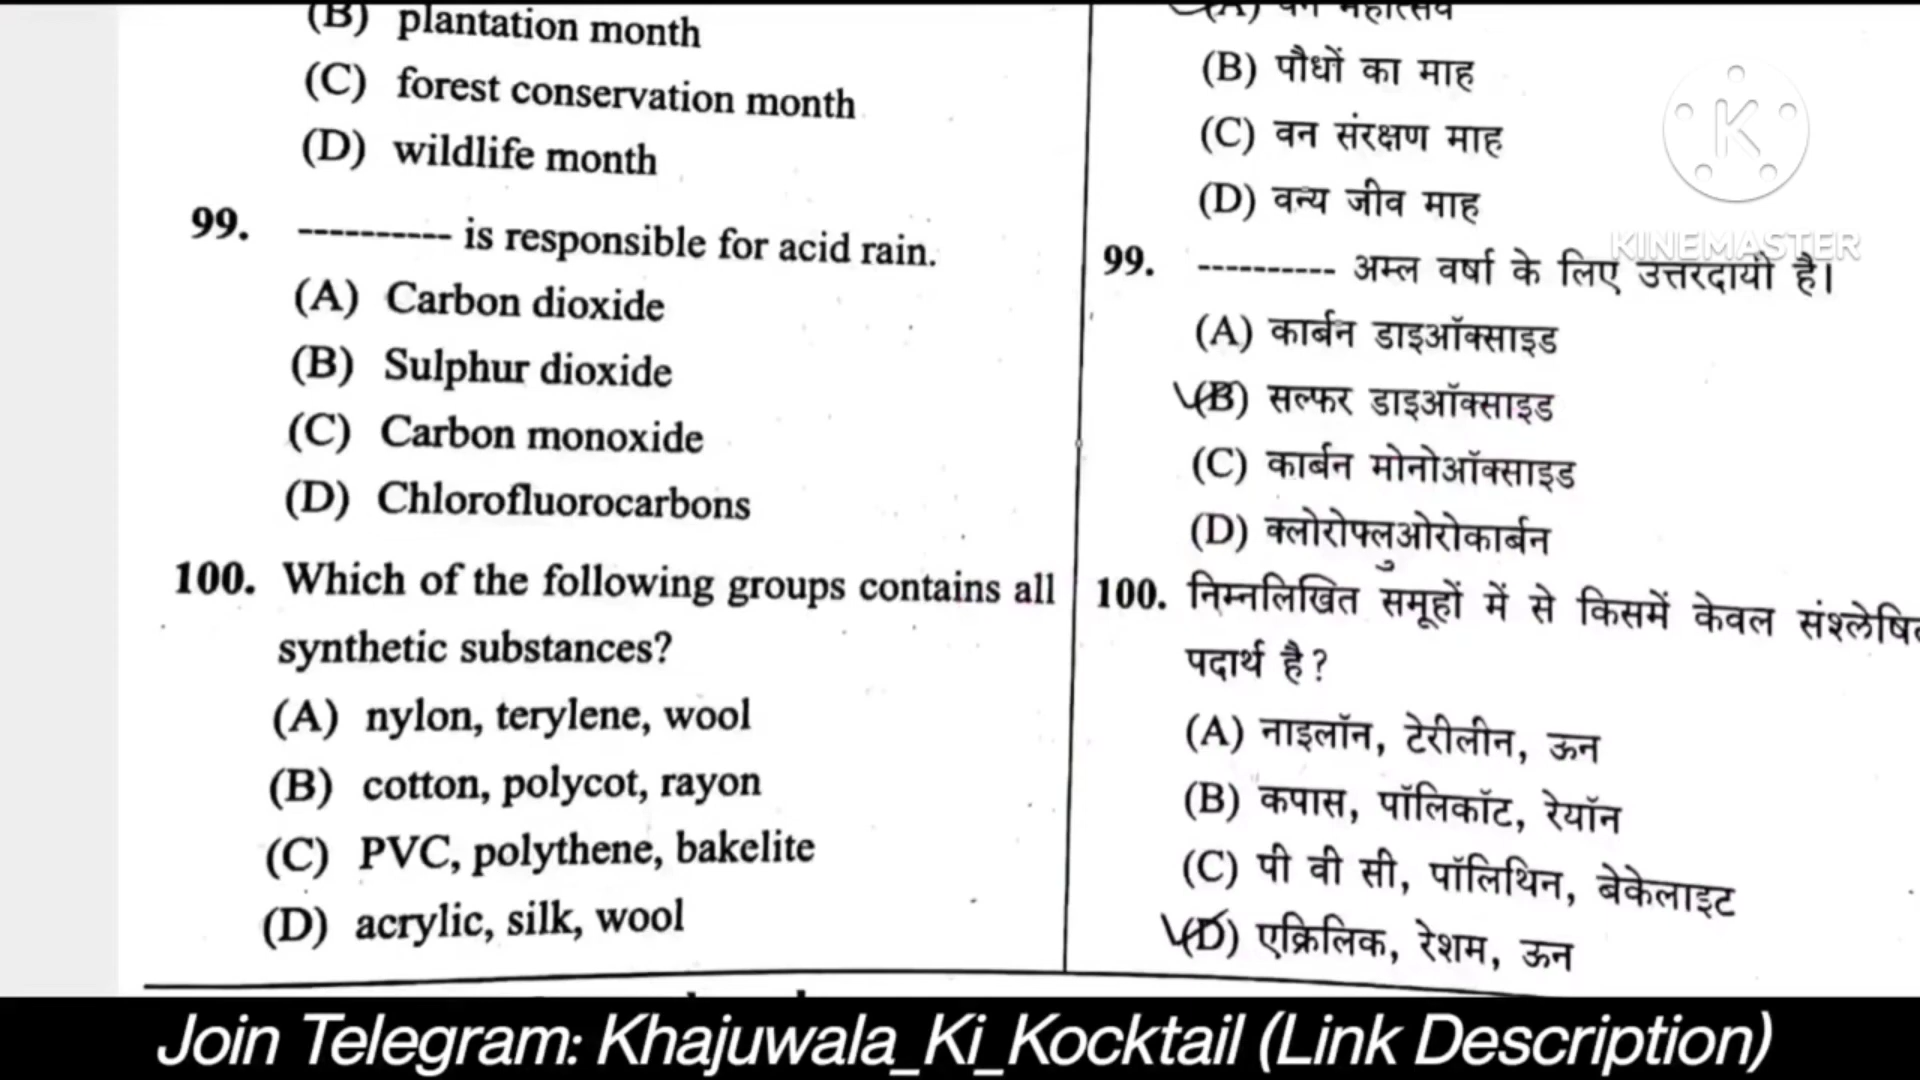 (B) plantation month
(C) forest conservation month
(D) wildlife month
99. ---------- is responsible for acid rain.
(A) Carbon dioxide
(B) Sulphur dioxide
(C) Carbon monoxide
(D) Chlorofluorocarbons
100. Which of the following groups contains all
synthetic substances?
(A) nylon, terylene, wool
(B) cotton, polycot, rayon
(C) PVC, polythene, bakelite
(D) acrylic, silk, wool
(A) वन महोत्सव
(B) पौधों का माह
(C) वन संरक्षण माह
(D) वन्य जीव माह
99. ---------- अम्ल वर्षा के लिए उत्तरदायी है।
(A) कार्बन डाइऑक्साइड
(B) सल्फर डाइऑक्साइड
(C) कार्बन मोनोऑक्साइड
(D) क्लोरोफ्लुओरोकार्बन
100. निम्नलिखित समूहों में से किसमें केवल
पदार्थ है?
(A) नाइलॉन, टेरीलीन, ऊन
(B) कपास, पॉलिकॉट, रेयॉन
(C) पी वी सी, पॉलिथिन, बेकेलाइट
(D) एक्रिलिक, रेशम, ऊन
K
KINEMASTER
Join Telegram: Khajuwala_Ki_Kocktail (Link Description)